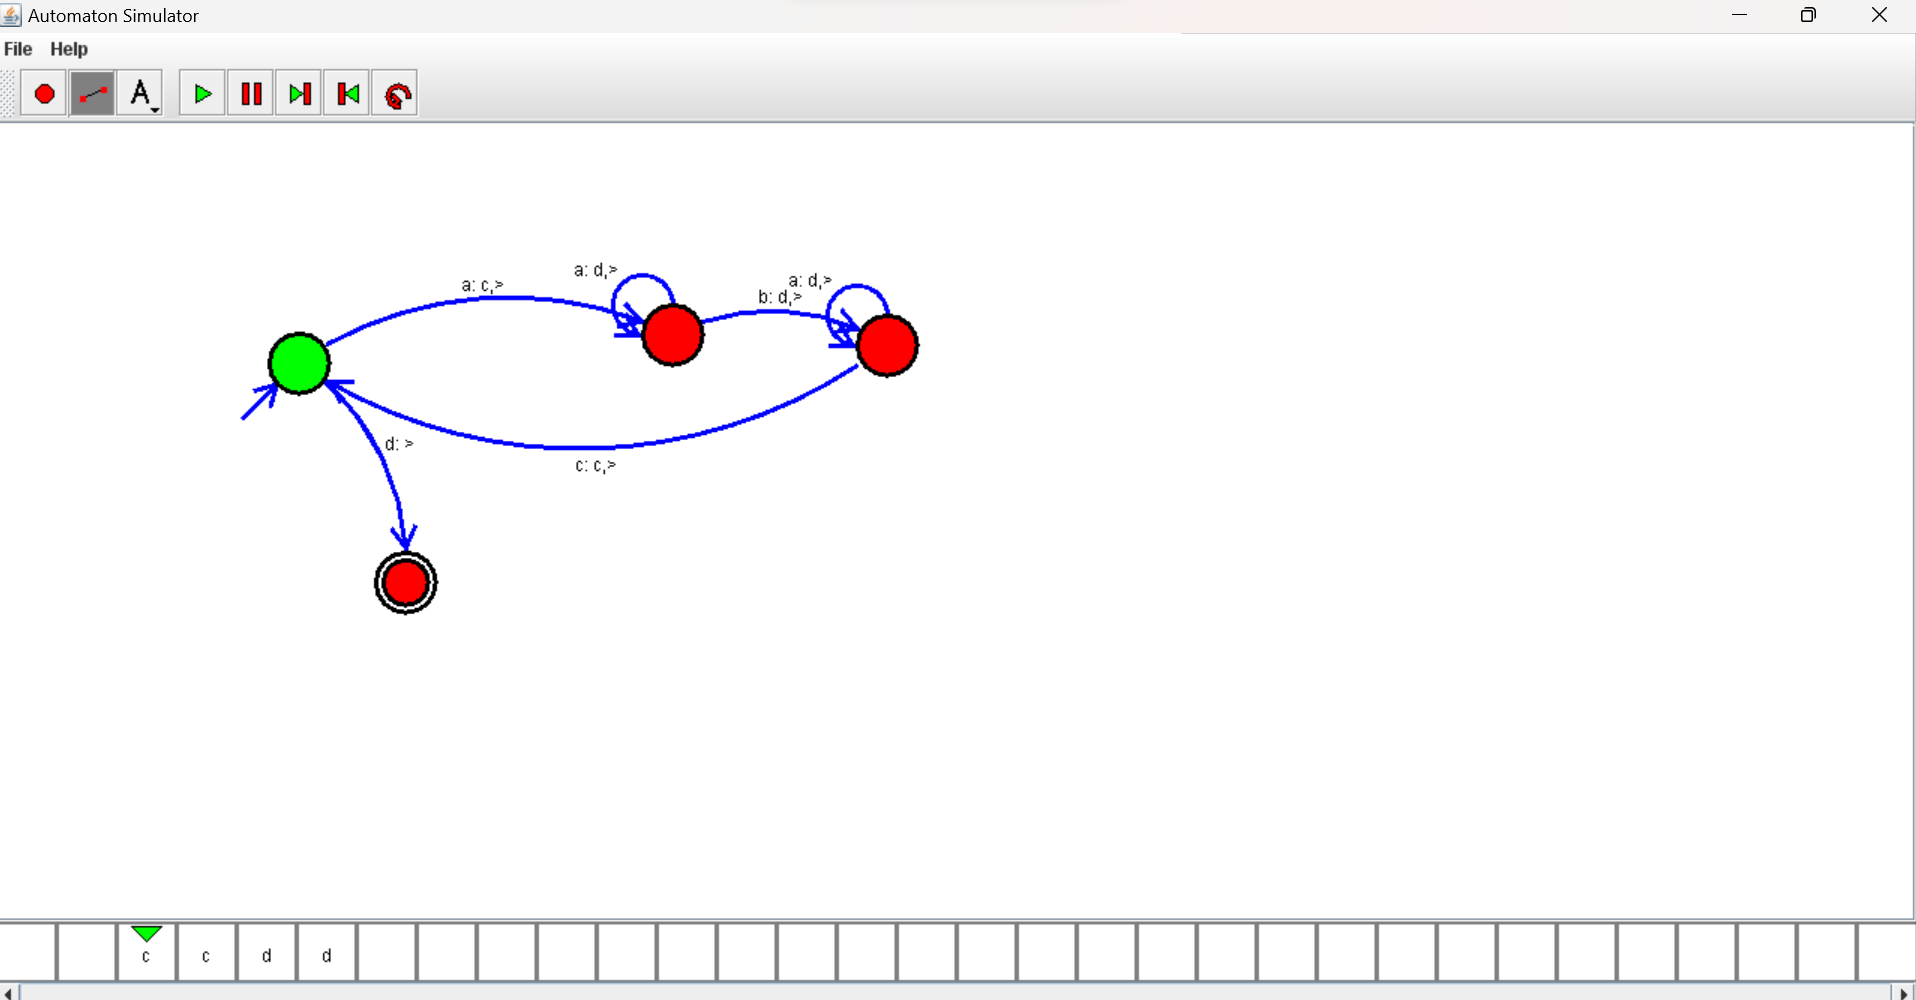 Automaton Simulator
File Help
A
a: d,>
a: c,>
a: d,>
b: d,>
d: >
c: c,>
c c d d